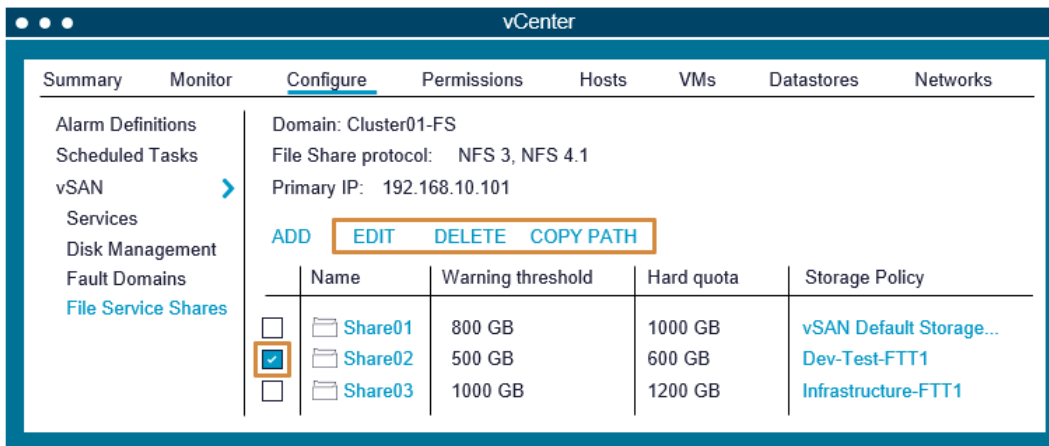 vCenter
Summary Monitor Configure Permissions Hosts VMs Datastores Networks
Alarm Definitions
Scheduled Tasks
vSAN
Services
Disk Management
Fault Domains
File Service Shares
Domain: Cluster01-FS
File Share protocol: NFS 3, NFS 4.1
Primary IP: 192.168.10.101
ADD EDIT DELETE COPY PATH
Name Warning threshold Hard quota Storage Policy
Share01 800 GB 1000 GB vSAN Default Storage...
Share02 500 GB 600 GB Dev-Test-FTT1
Share03 1000 GB 1200 GB Infrastructure-FTT1